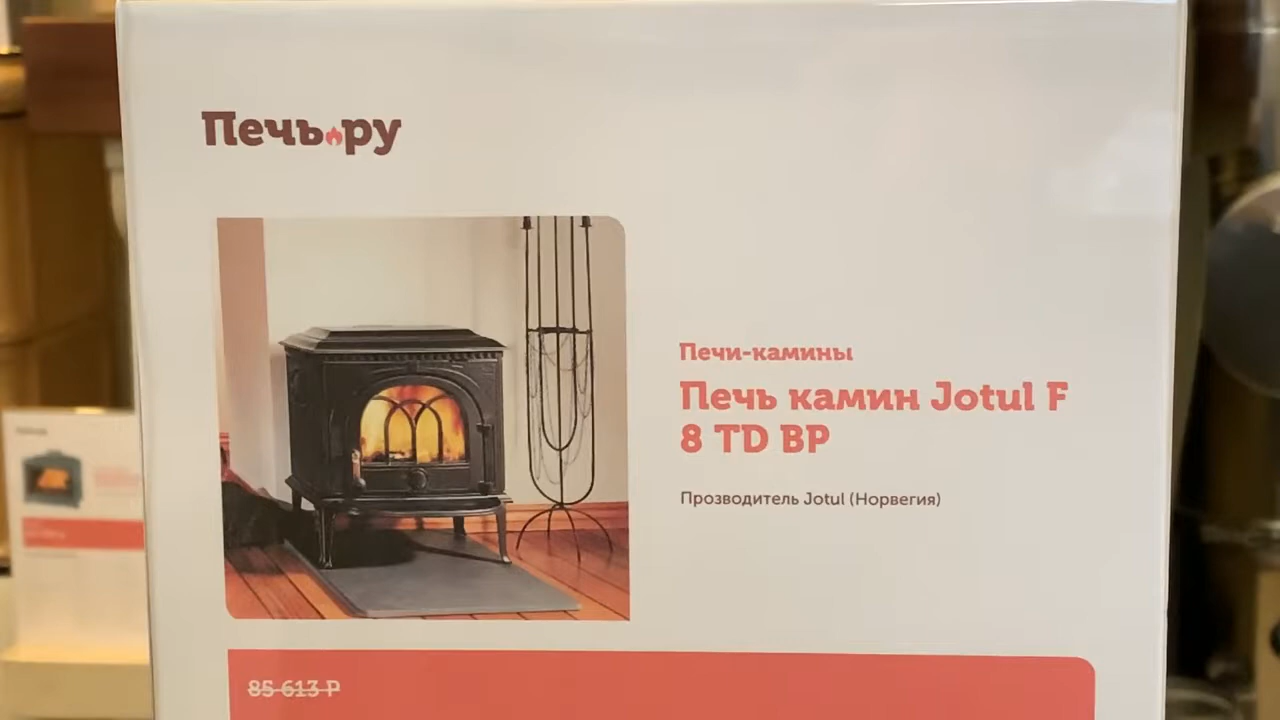 Печь.ру
Печи-камины
Печь камин Jotul F
8 TD BP
Прозводитель Jotul (Норвегия)
85 613 Р